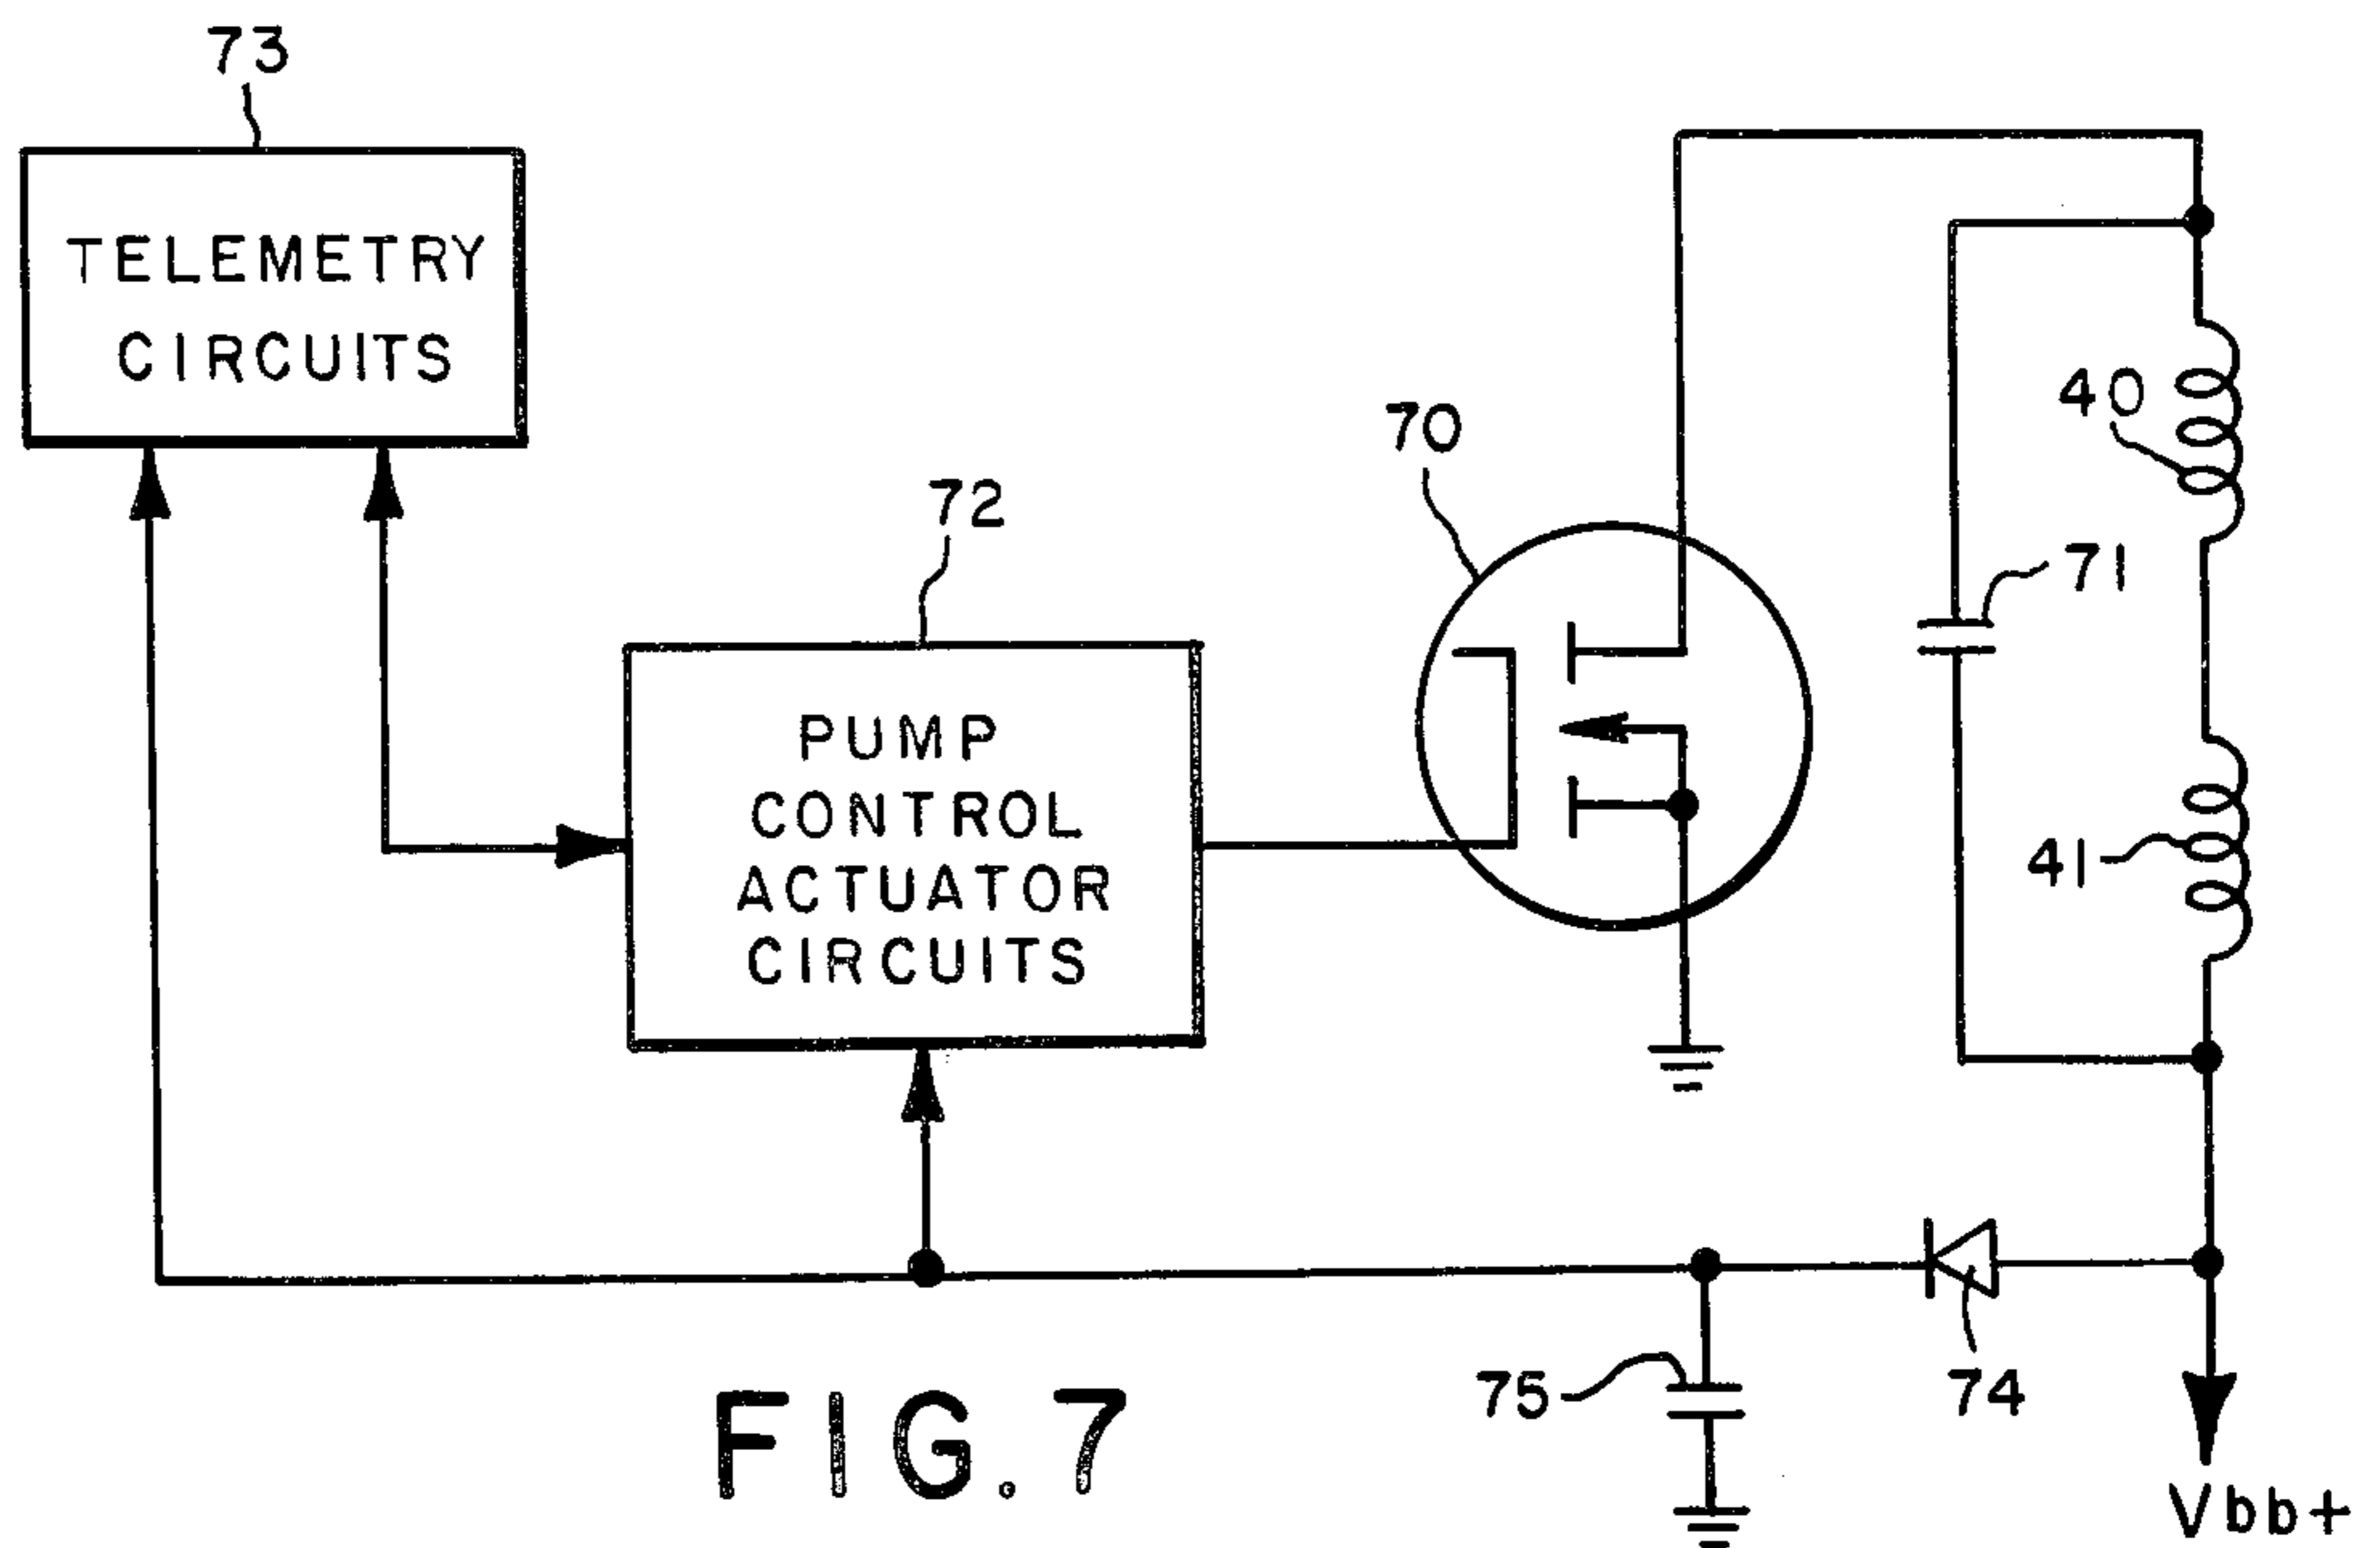 73
TELEMETRY
CIRCUITS
72
PUMP
CONTROL
ACTUATOR
CIRCUITS
70
40
71
41
75
74
Vbb+
FIG.7